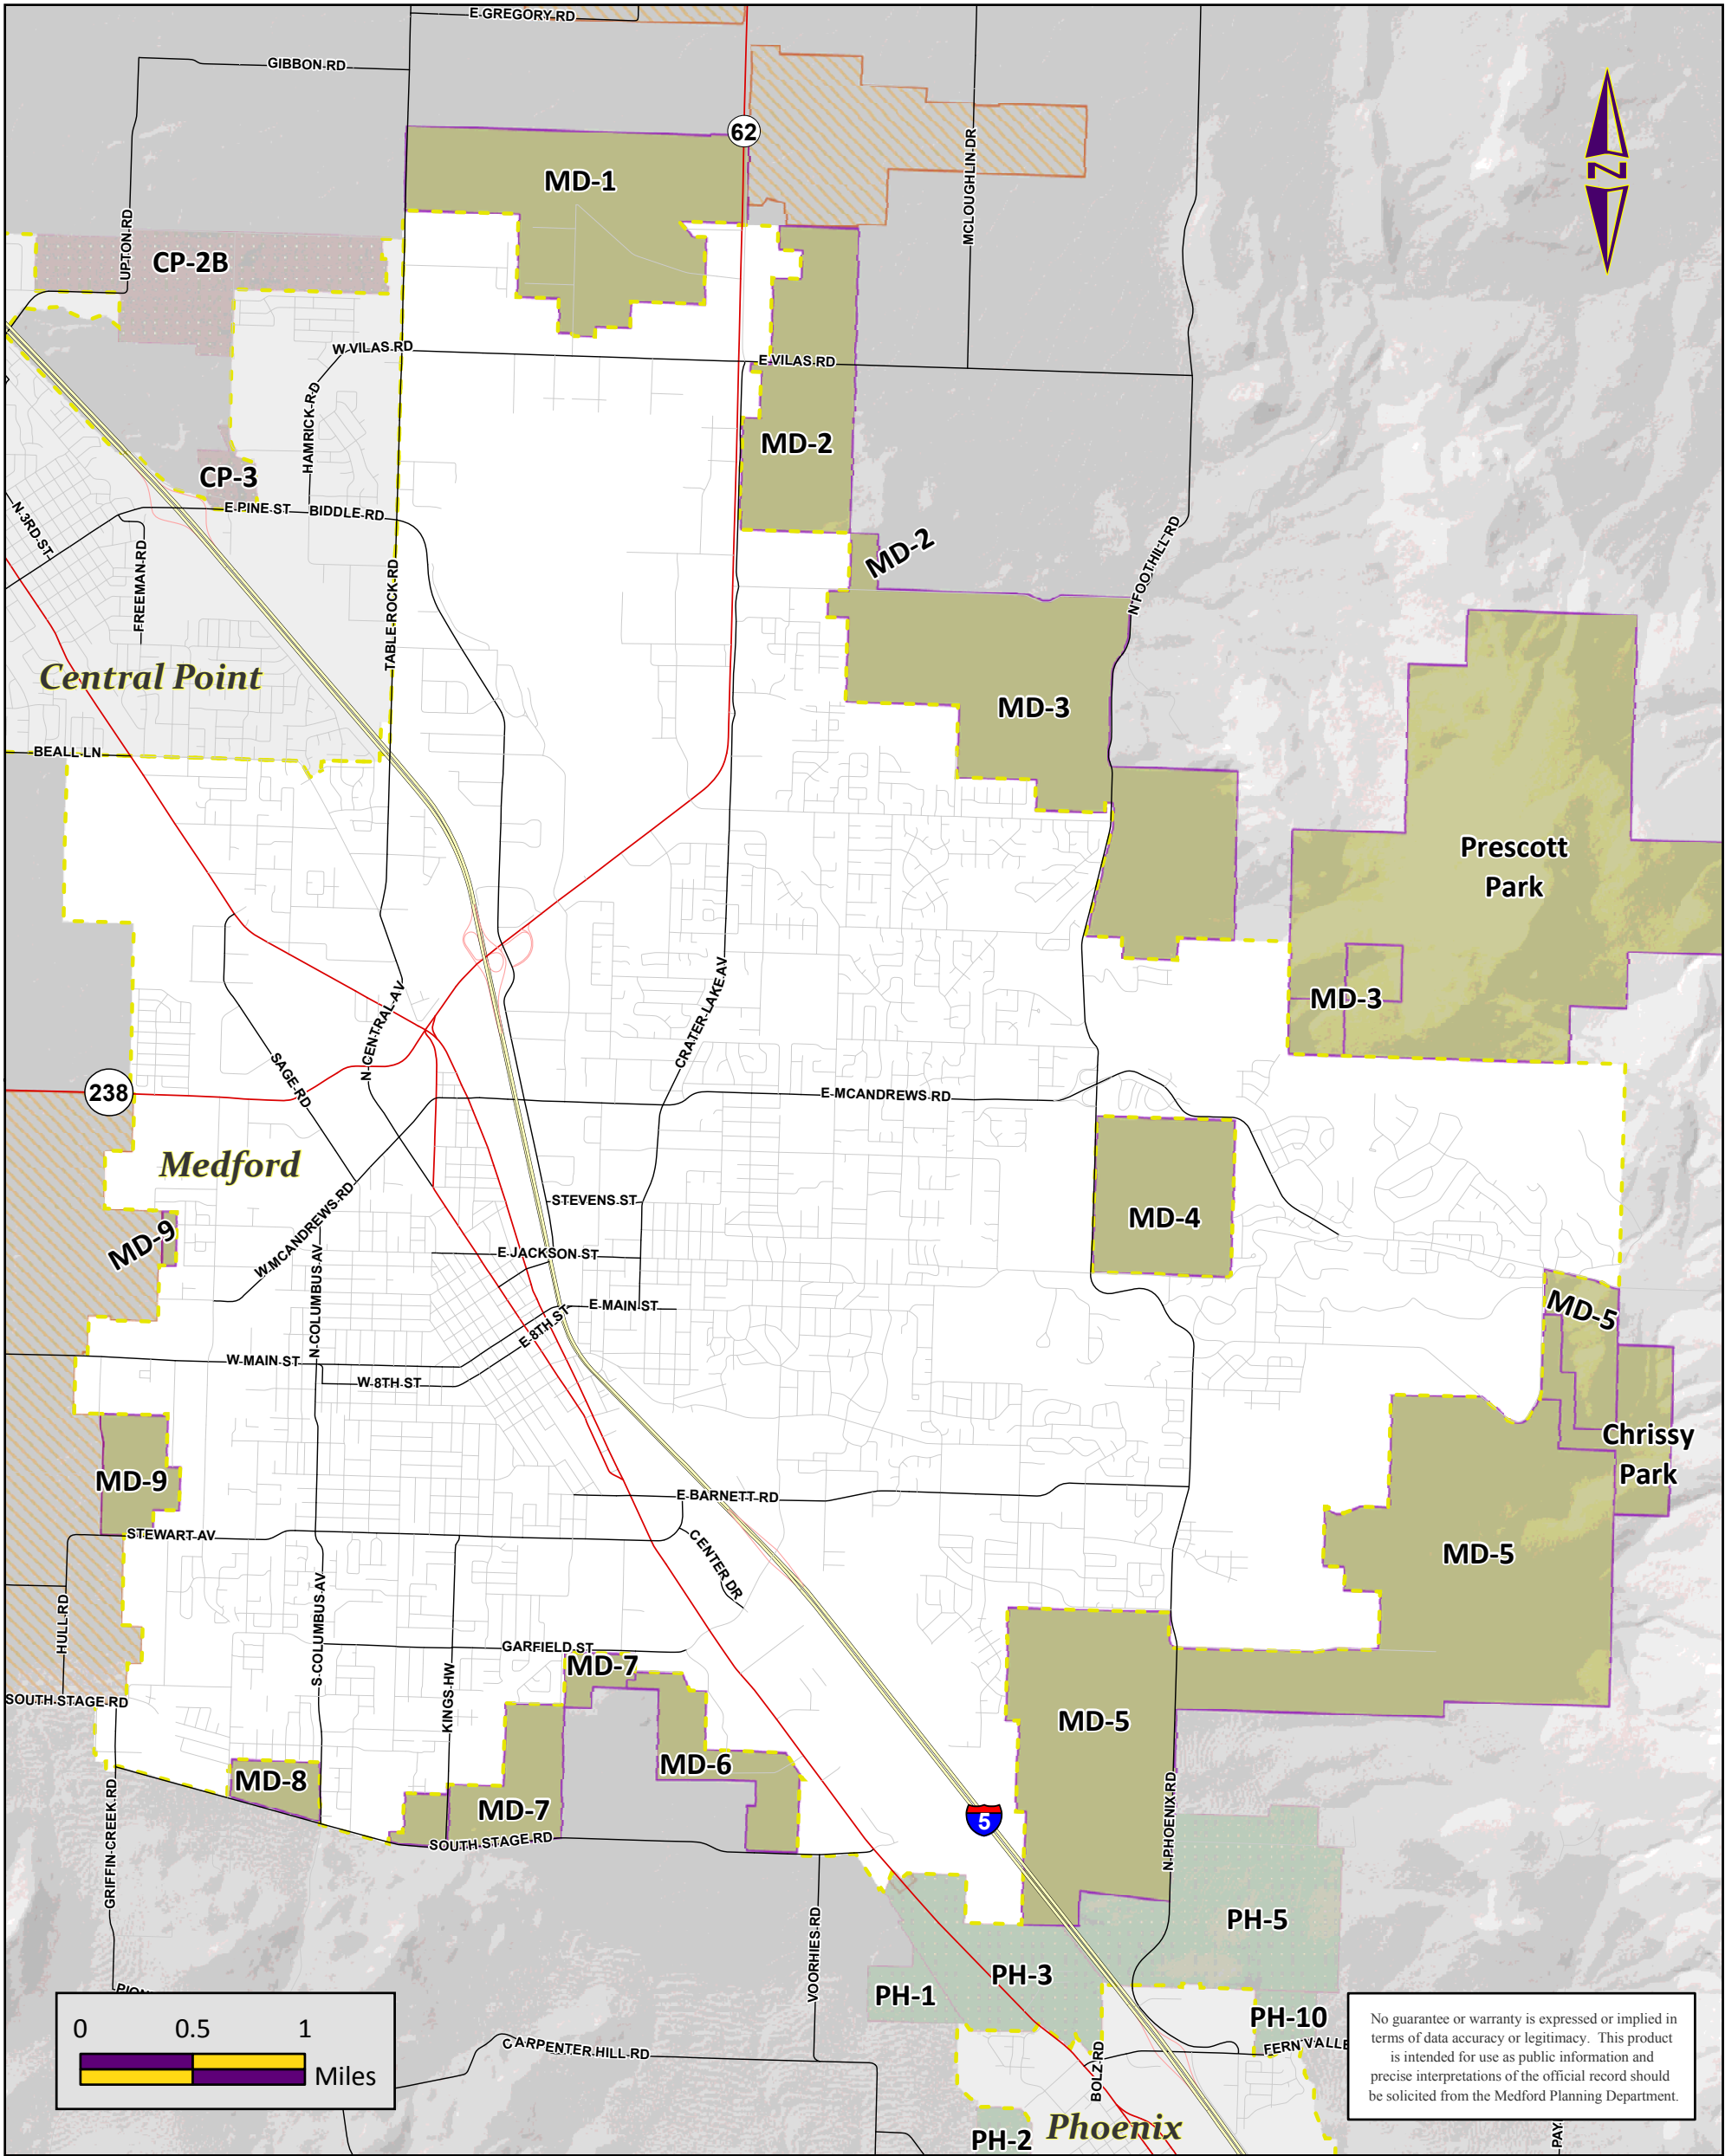 E GREGORY RD
GIBBON RD
62
MD-1
MCLOUGHLIN DR
N
UPTON RD
CP-2B
W VILAS RD
E VILAS RD
HAMRICK RD
MD-2
CP-3
E PINE ST
BIDDLE RD
N 3RD ST
FREEMAN RD
MD-2
N FOOTHILL RD
TABLE ROCK RD
Central Point
MD-3
BEALL LN
Prescott
Park
MD-3
N CENTRAL AV
CRATER LAKE AV
SAGE RD
238
E MCANDREWS RD
Medford
STEVENS ST
MD-4
MD-9
W MCANDREWS RD
E JACKSON ST
N COLUMBUS AV
E MAIN ST
E 8TH ST
MD-5
W MAIN ST
W 8TH ST
Chrissy
Park
MD-9
E BARNETT RD
STEWART AV
CENTER DR
MD-5
HULL RD
S COLUMBUS AV
GARFIELD ST
MD-7
SOUTH STAGE RD
KINGS HW
MD-5
MD-6
MD-8
MD-7
SOUTH STAGE RD
5
N PHOENIX RD
GRIFFIN CREEK RD
PH-5
VOORHIES RD
PH-3
PH-1
PH-10
FERN VALLE
CARPENTER HILL RD
BOLZ RD
Phoenix
PH-2
PAY
0 0.5 1
Miles
No guarantee or warranty is expressed or implied in
terms of data accuracy or legitimacy. This product
is intended for use as public information and
precise interpretations of the official record should
be solicited from the Medford Planning Department.